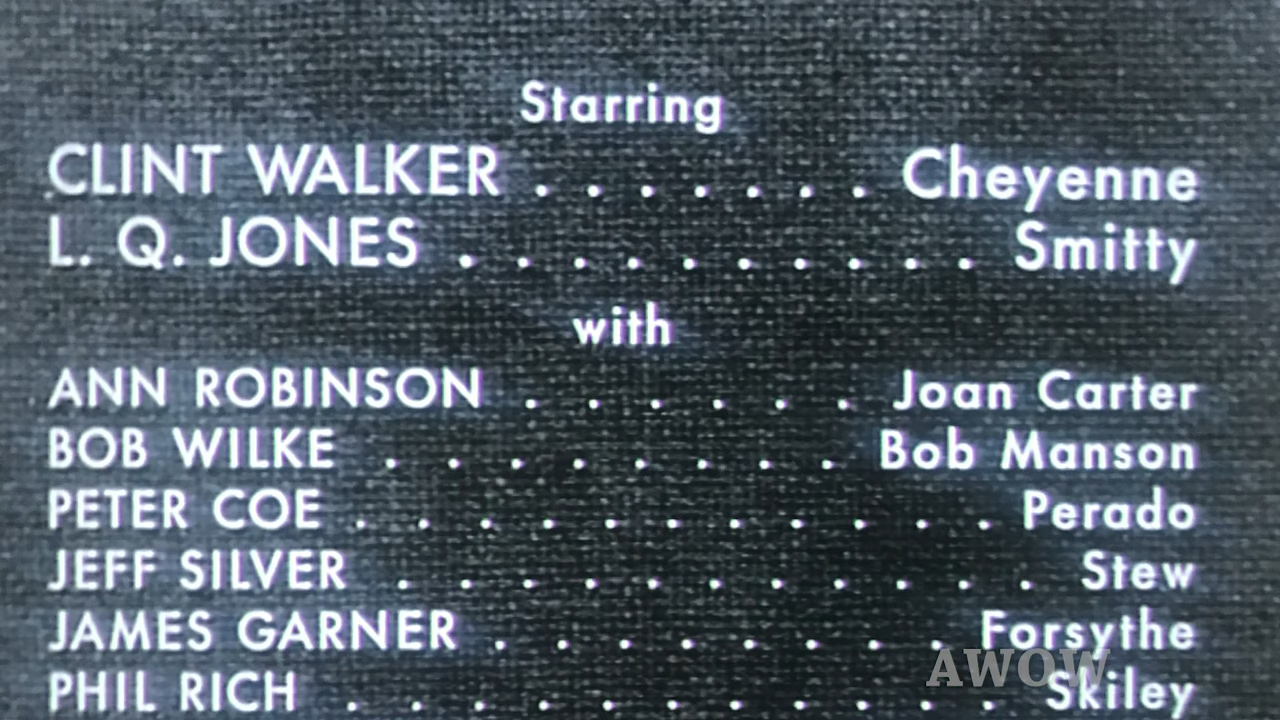 Starring
CLINT WALKER . . . . . . . Cheyenne
L. Q. JONES . . . . . . . . . . Smitty
with
ANN ROBINSON . . . . . . Joan Carter
BOB WILKE . . . . . . . . Bob Manson
PETER COE . . . . . . . . . . . Perado
JEFF SILVER . . . . . . . . . . . Stew
JAMES GARNER . . . . . . . . Forsythe
AWOW
PHIL RICH . . . . . . . . . . . Skiley